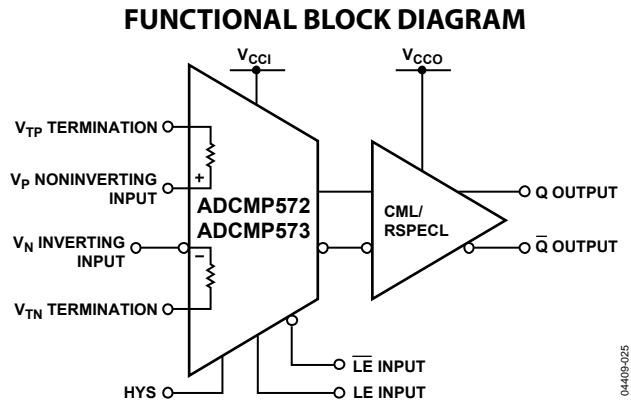 FUNCTIONAL BLOCK DIAGRAM
VCCI
VCCO
VTP TERMINATION
VP NONINVERTING
INPUT
+
ADCMP572
ADCMP573
CML/
RSPECL
Q OUTPUT
VN INVERTING
INPUT
–
Q̅ OUTPUT
VTN TERMINATION
L̅E̅ INPUT
HYS
LE INPUT
04409-025